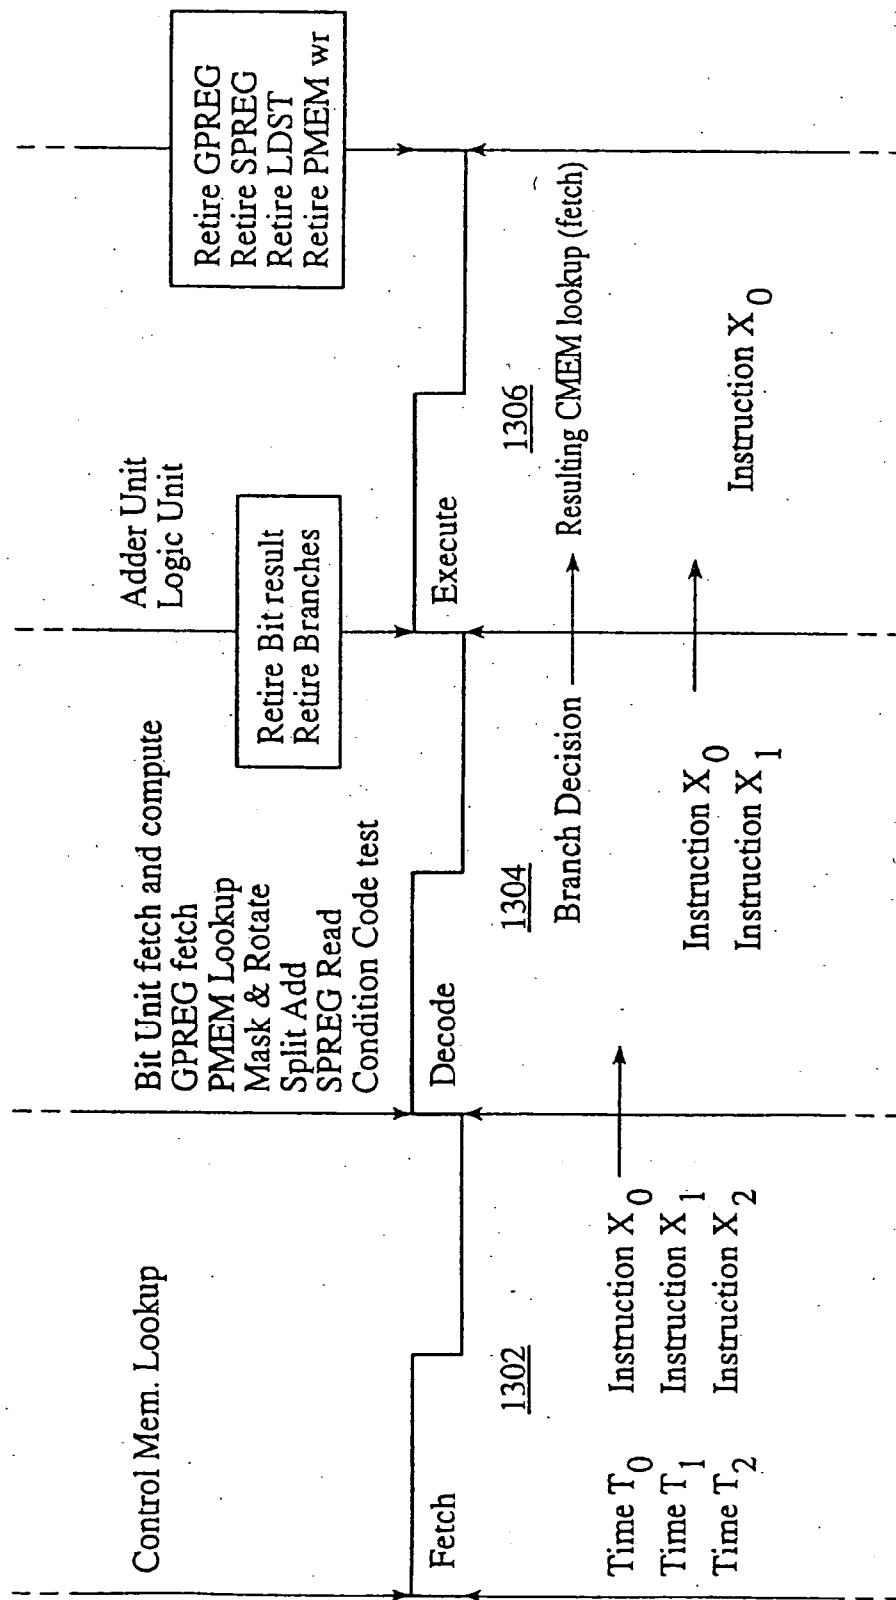 Control Mem. Lookup
Bit Unit fetch and compute
GPREG fetch
PMEM Lookup
Mask & Rotate
Split Add
SPREG Read
Condition Code test
Retire Bit result
Retire Branches
Adder Unit
Logic Unit
Retire GPREG
Retire SPREG
Retire LDST
Retire PMEM wr
Fetch
Decode
Execute
1302
1304
1306
Branch Decision
Resulting CMEM lookup (fetch)
Time T0 Instruction X0
Time T1 Instruction X1
Time T2 Instruction X2
Instruction X0
Instruction X1
Instruction X0